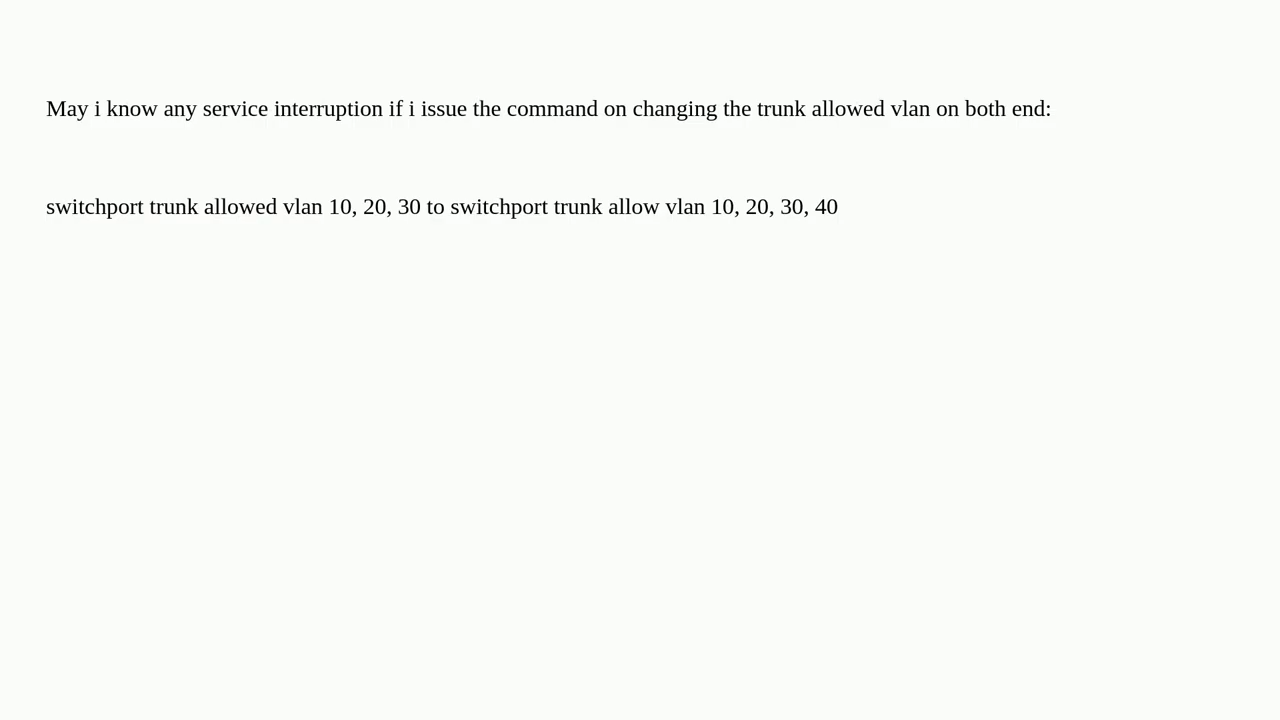 May i know any service interruption if i issue the command on changing the trunk allowed vlan on both end:
switchport trunk allowed vlan 10, 20, 30 to switchport trunk allow vlan 10, 20, 30, 40